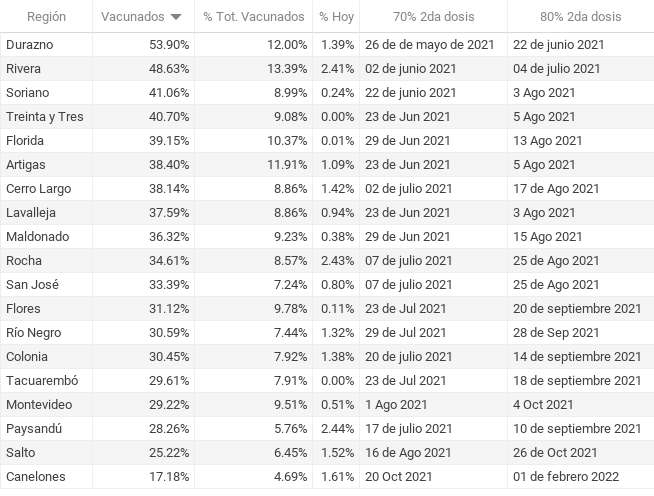 Región Vacunados % Tot. Vacunados % Hoy 70% 2da dosis 80% 2da dosis
Durazno 53.90% 12.00% 1.39% 26 de de mayo de 2021 22 de junio 2021
Rivera 48.63% 13.39% 2.41% 02 de junio 2021 04 de julio 2021
Soriano 41.06% 8.99% 0.24% 22 de junio 2021 3 Ago 2021
Treinta y Tres 40.70% 9.08% 0.00% 23 de Jun 2021 5 Ago 2021
Florida 39.15% 10.37% 0.01% 29 de Jun 2021 13 Ago 2021
Artigas 38.40% 11.91% 1.09% 23 de Jun 2021 5 Ago 2021
Cerro Largo 38.14% 8.86% 1.42% 02 de julio 2021 17 de Ago 2021
Lavalleja 37.59% 8.86% 0.94% 23 de Jun 2021 3 Ago 2021
Maldonado 36.32% 9.23% 0.38% 29 de Jun 2021 15 Ago 2021
Rocha 34.61% 8.57% 2.43% 07 de julio 2021 25 de Ago 2021
San José 33.39% 7.24% 0.80% 07 de julio 2021 25 de Ago 2021
Flores 31.12% 9.78% 0.11% 23 de Jul 2021 20 de septiembre 2021
Río Negro 30.59% 7.44% 1.32% 29 de Jul 2021 28 de Sep 2021
Colonia 30.45% 7.92% 1.38% 20 de julio 2021 14 de septiembre 2021
Tacuarembó 29.61% 7.91% 0.00% 23 de Jul 2021 18 de septiembre 2021
Montevideo 29.22% 9.51% 0.51% 1 Ago 2021 4 Oct 2021
Paysandú 28.26% 5.76% 2.44% 17 de julio 2021 10 de septiembre 2021
Salto 25.22% 6.45% 1.52% 16 de Ago 2021 26 de Oct 2021
Canelones 17.18% 4.69% 1.61% 20 Oct 2021 01 de febrero 2022